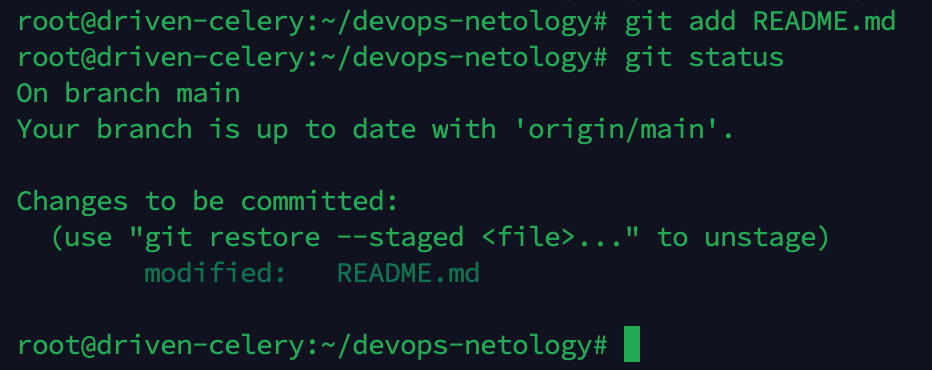 root@driven-celery:~/devops-netology# git add README.md
root@driven-celery:~/devops-netology# git status
On branch main
Your branch is up to date with 'origin/main'.
Changes to be committed:
  (use "git restore --staged <file>..." to unstage)
        modified:   README.md
root@driven-celery:~/devops-netology#